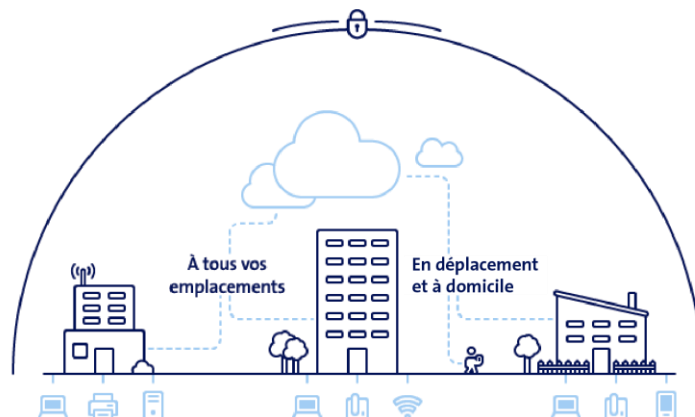 À tous vos
emplacements
En déplacement
et à domicile